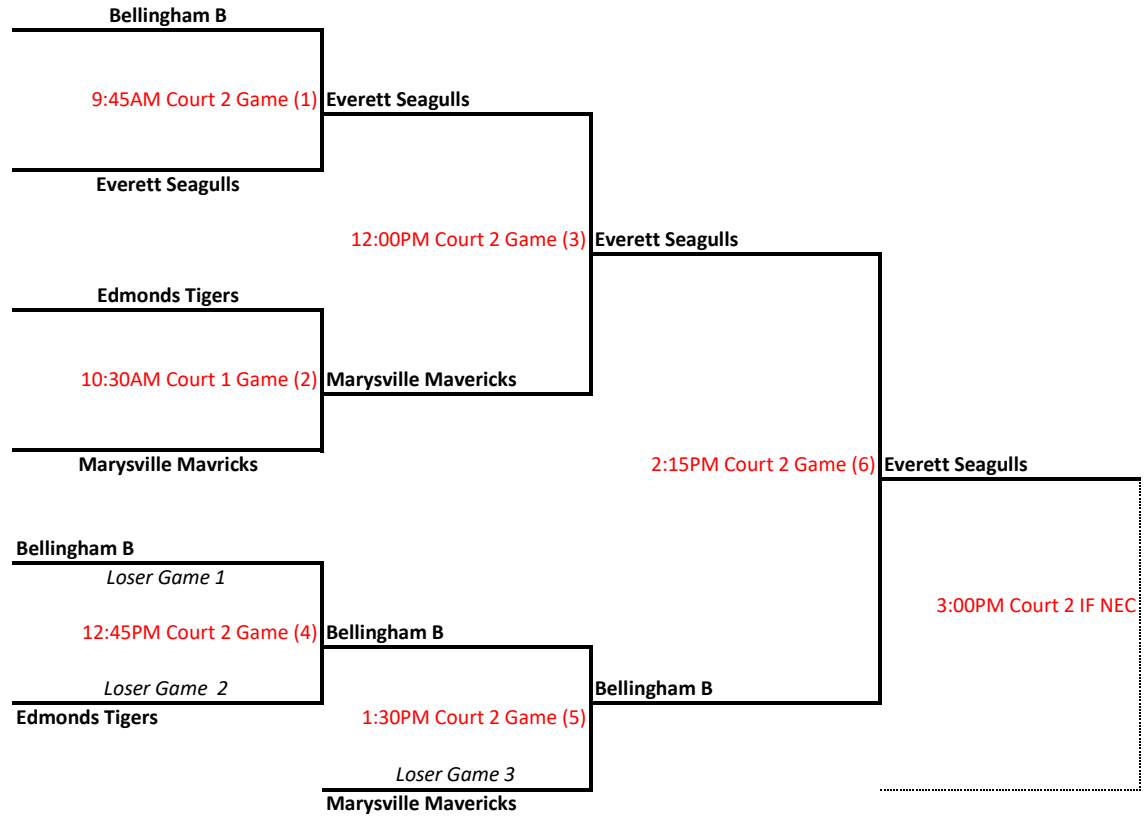 Bellingham B
9:45AM Court 2 Game (1)
Everett Seagulls
Everett Seagulls
12:00PM Court 2 Game (3)
Everett Seagulls
Edmonds Tigers
10:30AM Court 1 Game (2)
Marysville Mavericks
Marysville Mavricks
2:15PM Court 2 Game (6)
Everett Seagulls
Bellingham B
Loser Game 1
3:00PM Court 2 IF NEC
12:45PM Court 2 Game (4)
Bellingham B
Loser Game 2
Bellingham B
Edmonds Tigers
1:30PM Court 2 Game (5)
Loser Game 3
Marysville Mavericks